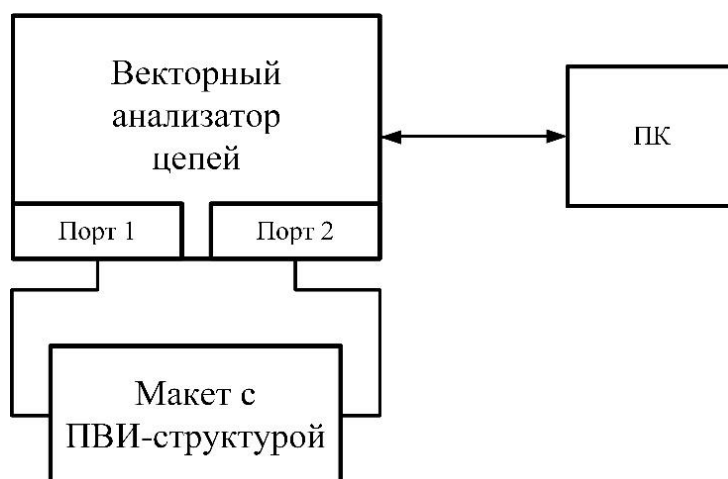 Векторный
анализатор
цепей
ПК
Порт 1
Порт 2
Макет с
ПВИ-структурой